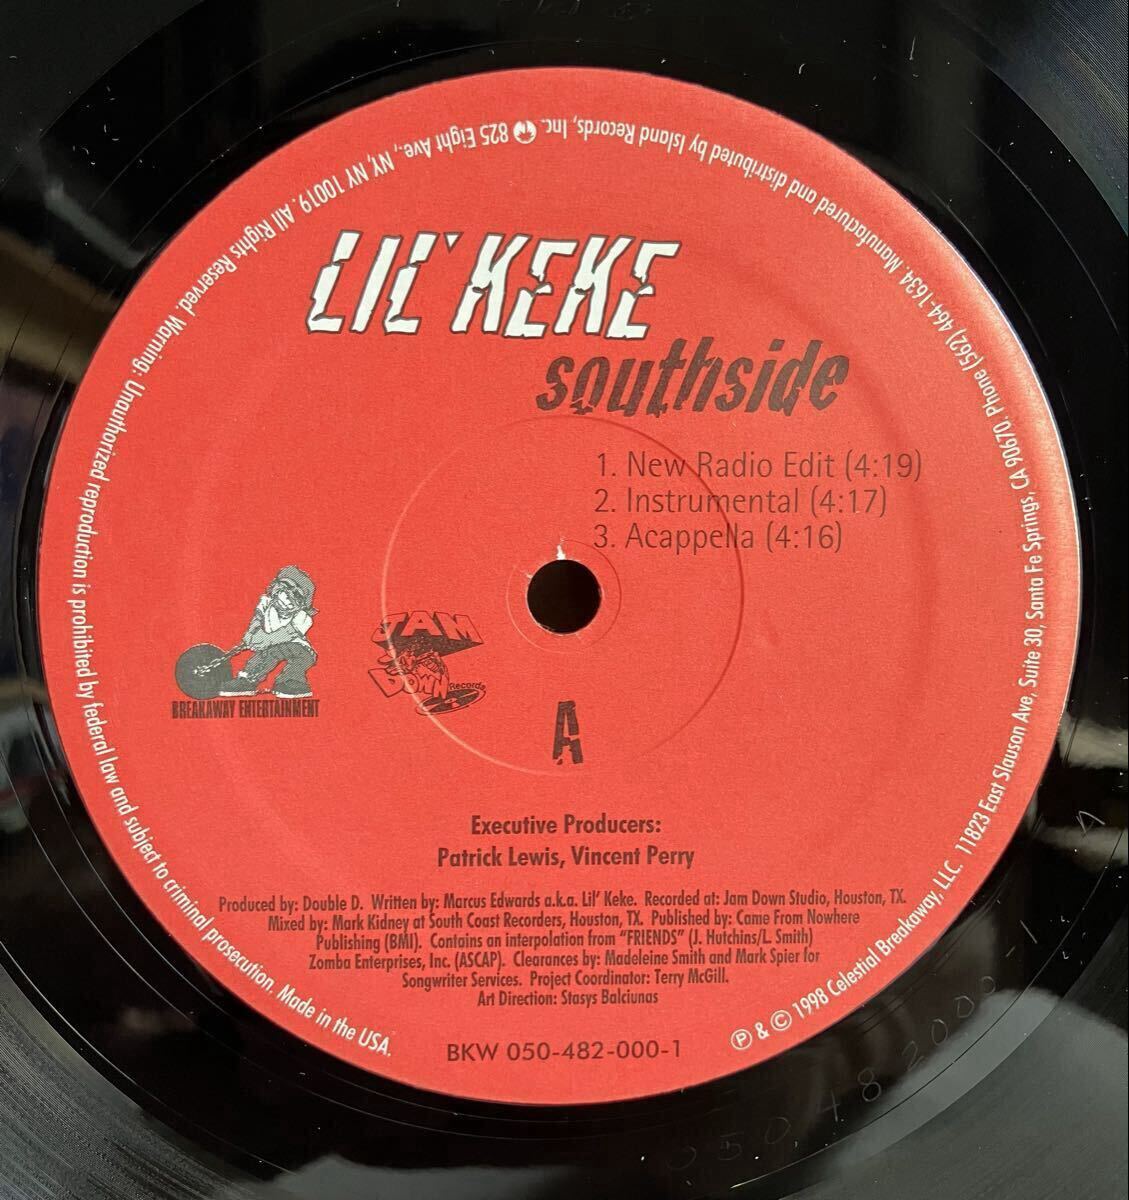 LIL' KEKE
southside
1. New Radio Edit (4:19)
2. Instrumental (4:17)
3. Acappella (4:16)
BREAKAWAY ENTERTAINMENT
JAM
DOWN
Records
A
Executive Producers:
Patrick Lewis, Vincent Perry
Produced by: Double D. Written by: Marcus Edwards a.k.a. Lil' Keke. Recorded at: Jam Down Studio, Houston, TX.
Mixed by: Mark Kidney at South Coast Recorders, Houston, TX. Published by: Came From Nowhere
Publishing (BMI). Contains an interpolation from "FRIENDS" (J. Hutchins/L. Smith)
Zomba Enterprises, Inc. (ASCAP). Clearances by: Madeleine Smith and Mark Spier for
Songwriter Services. Project Coordinator: Terry McGill.
Art Direction: Stasys Balciunas
BKW 050-482-000-1
℗ & © 1998 Celestial Breakaway, LLC. 11823 East Slauson Ave, Suite 30, Santa Fe Springs, CA 90670. Phone (562) 464-1634. Manufactured and distributed by Island Records, Inc. 825 Eight Ave., NY, NY 10019. All Rights Reserved. Warning: Unauthorized reproduction is prohibited by federal law and subject to criminal prosecution. Made in the USA.